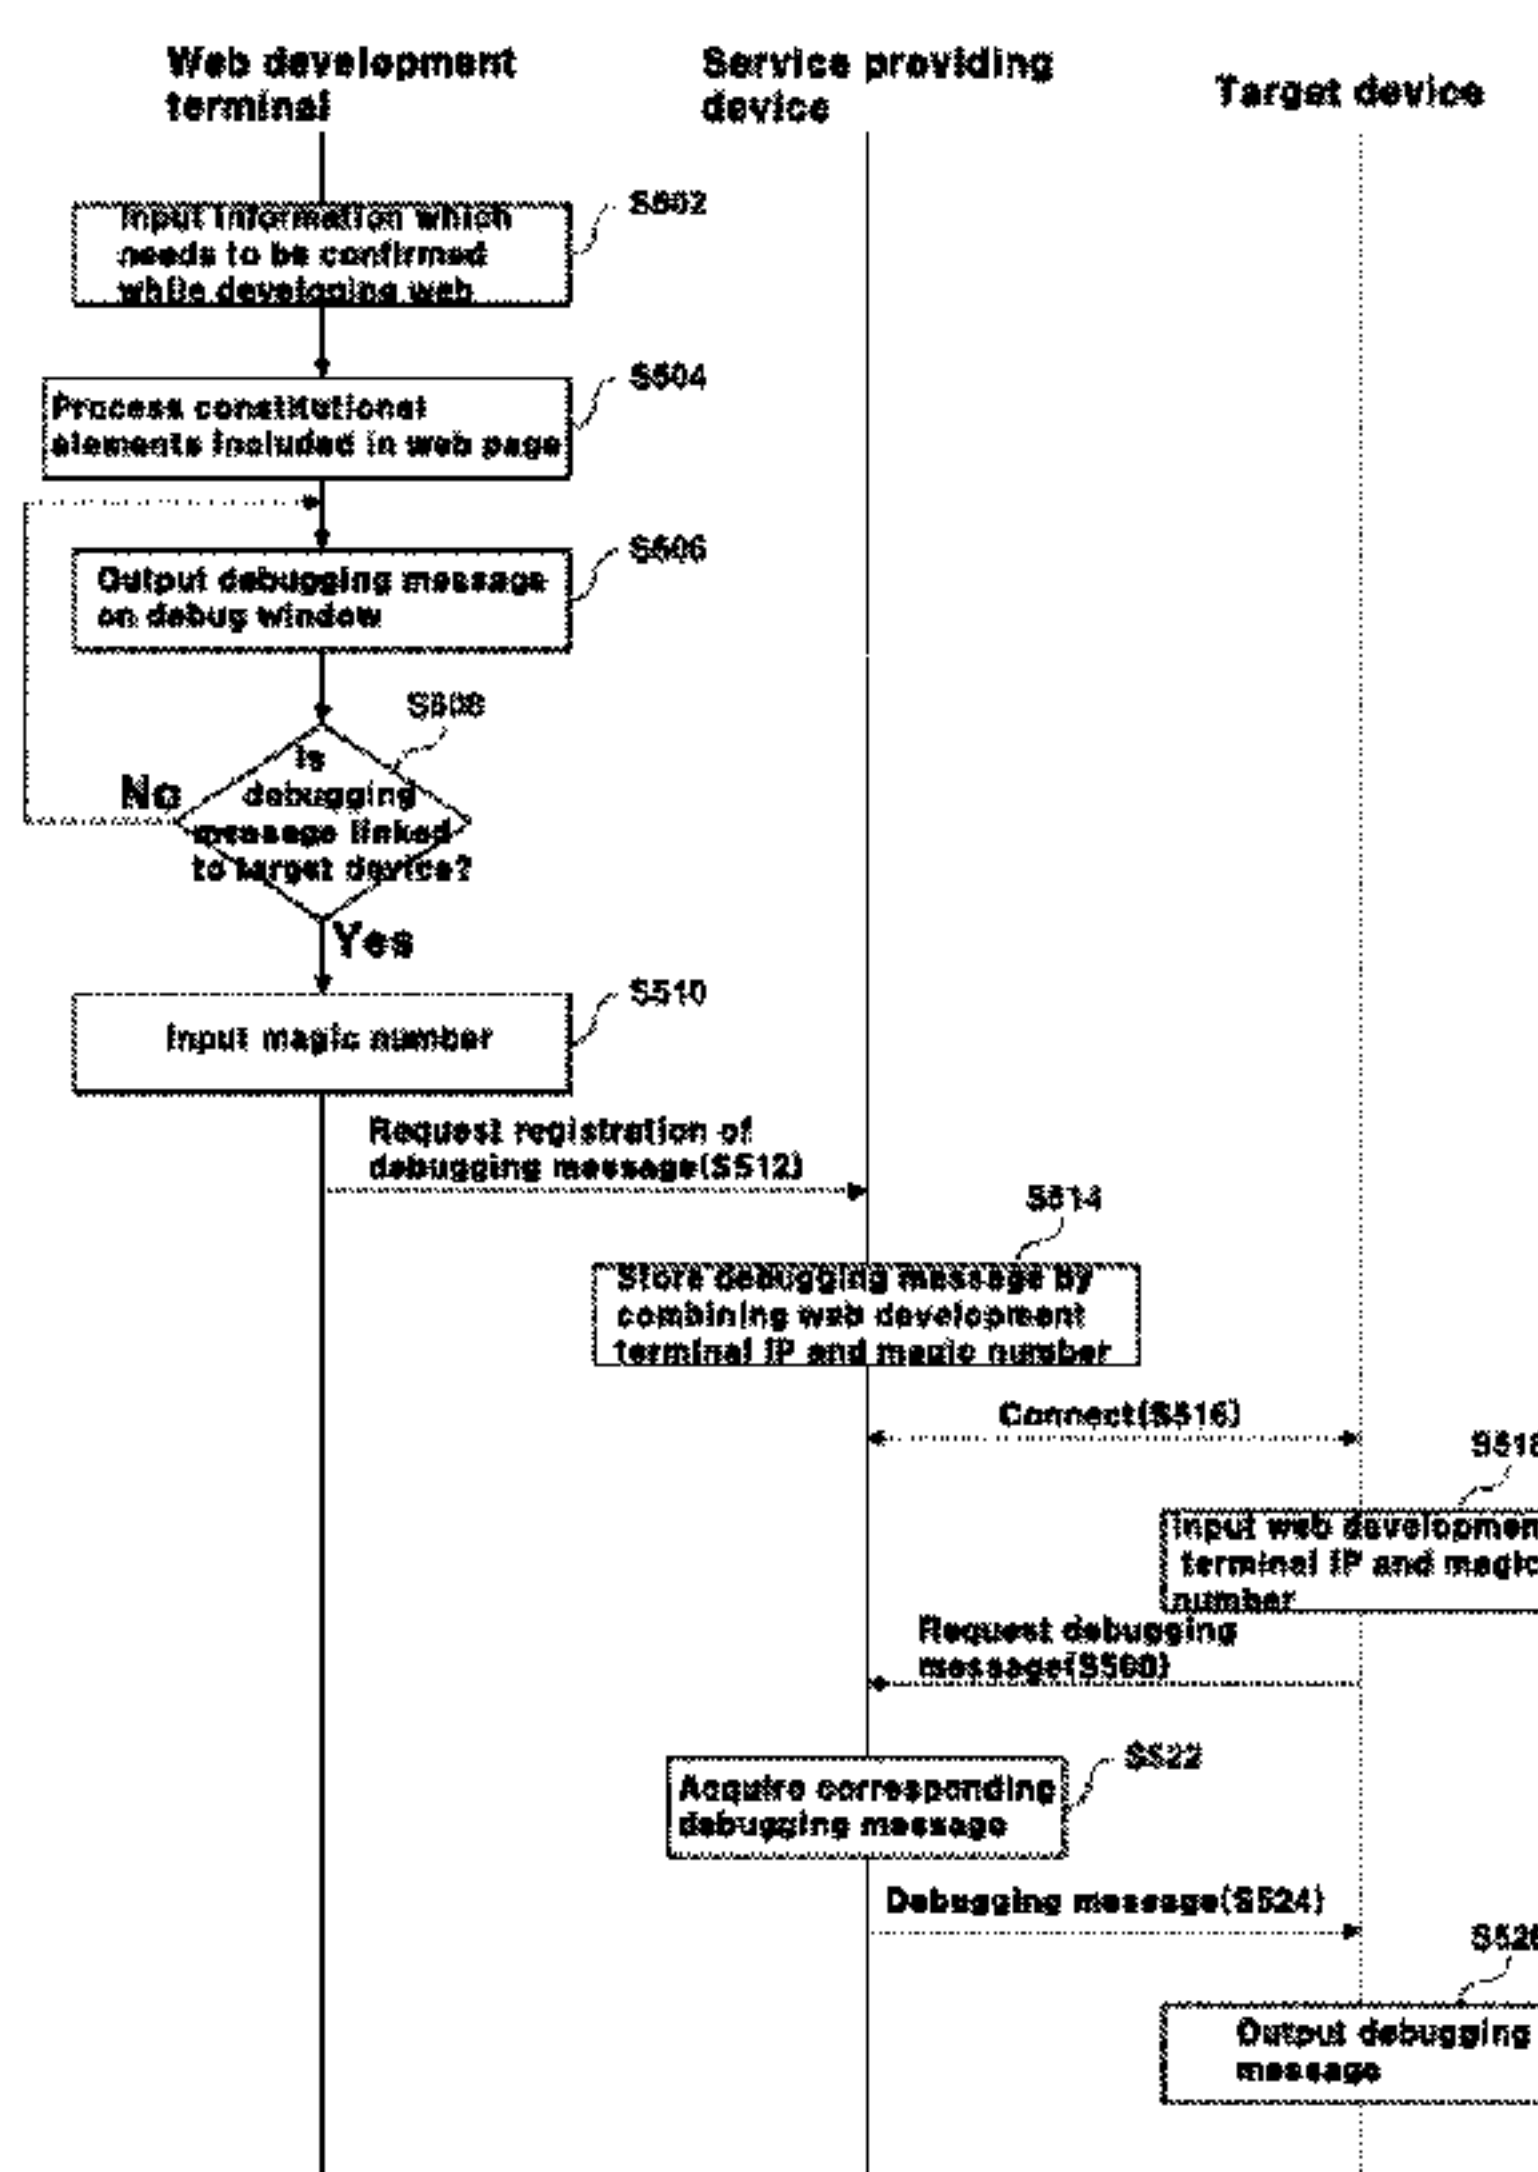 Web development
terminal
Service providing
device
Target device
Input information which
needs to be confirmed
while developing web
S502
Process constitutional
elements included in web page
S504
Output debugging message
on debug window
S506
S508
Is
debugging
message linked
to target device?
No
Yes
Input magic number
S510
Request registration of
debugging message(S512)
S514
Store debugging message by
combining web development
terminal IP and magic number
Connect(S516)
S518
Input web developmen
terminal IP and magic
number
Request debugging
message(S500)
Acquire corresponding
debugging message
S522
Debugging message(S524)
S526
Output debugging
message